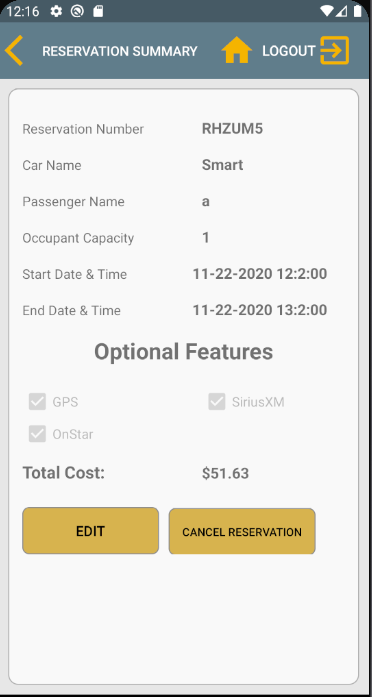 12:16
RESERVATION SUMMARY LOGOUT
Reservation Number RHZUM5
Car Name Smart
Passenger Name a
Occupant Capacity 1
Start Date & Time 11-22-2020 12:2:00
End Date & Time 11-22-2020 13:2:00
Optional Features
GPS SiriusXM
OnStar
Total Cost: $51.63
EDIT CANCEL RESERVATION